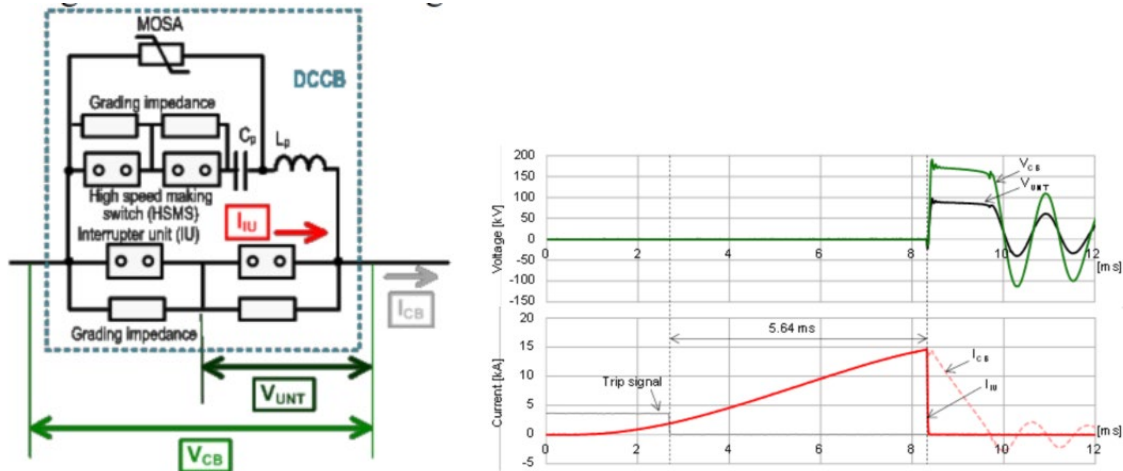 MOSA
DCCB
Grading impedance
Cp
Lp
High speed making
switch (HSMS}
Interrupter unit (IU)
IIU
ICB
Grading impedance
VUNT
VCB
200
150
100
50
0
-50
-100
-150
Voltage [kV]
VCB
VUNT
0
2
4
6
8
10
12
[ms]
20
15
10
5
0
-5
Current [kA]
5.64 ms
Trip signal
ICB
IIU
0
2
4
6
8
10
12
[ms]